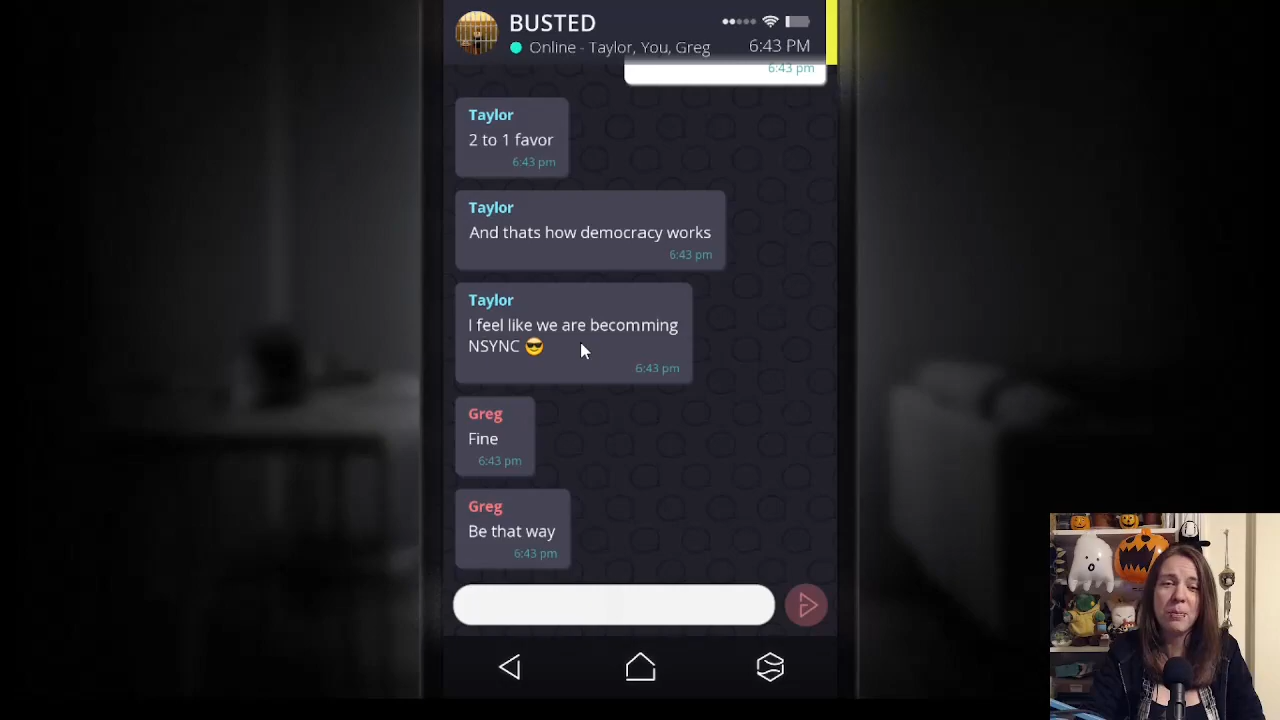 BUSTED
Online - Taylor, You, Greg
6:43 PM
6:43 pm
Taylor
2 to 1 favor
6:43 pm
Taylor
And thats how democracy works
6:43 pm
Taylor
I feel like we are becomming
NSYNC 😎
6:43 pm
Greg
Fine
6:43 pm
Greg
Be that way
6:43 pm